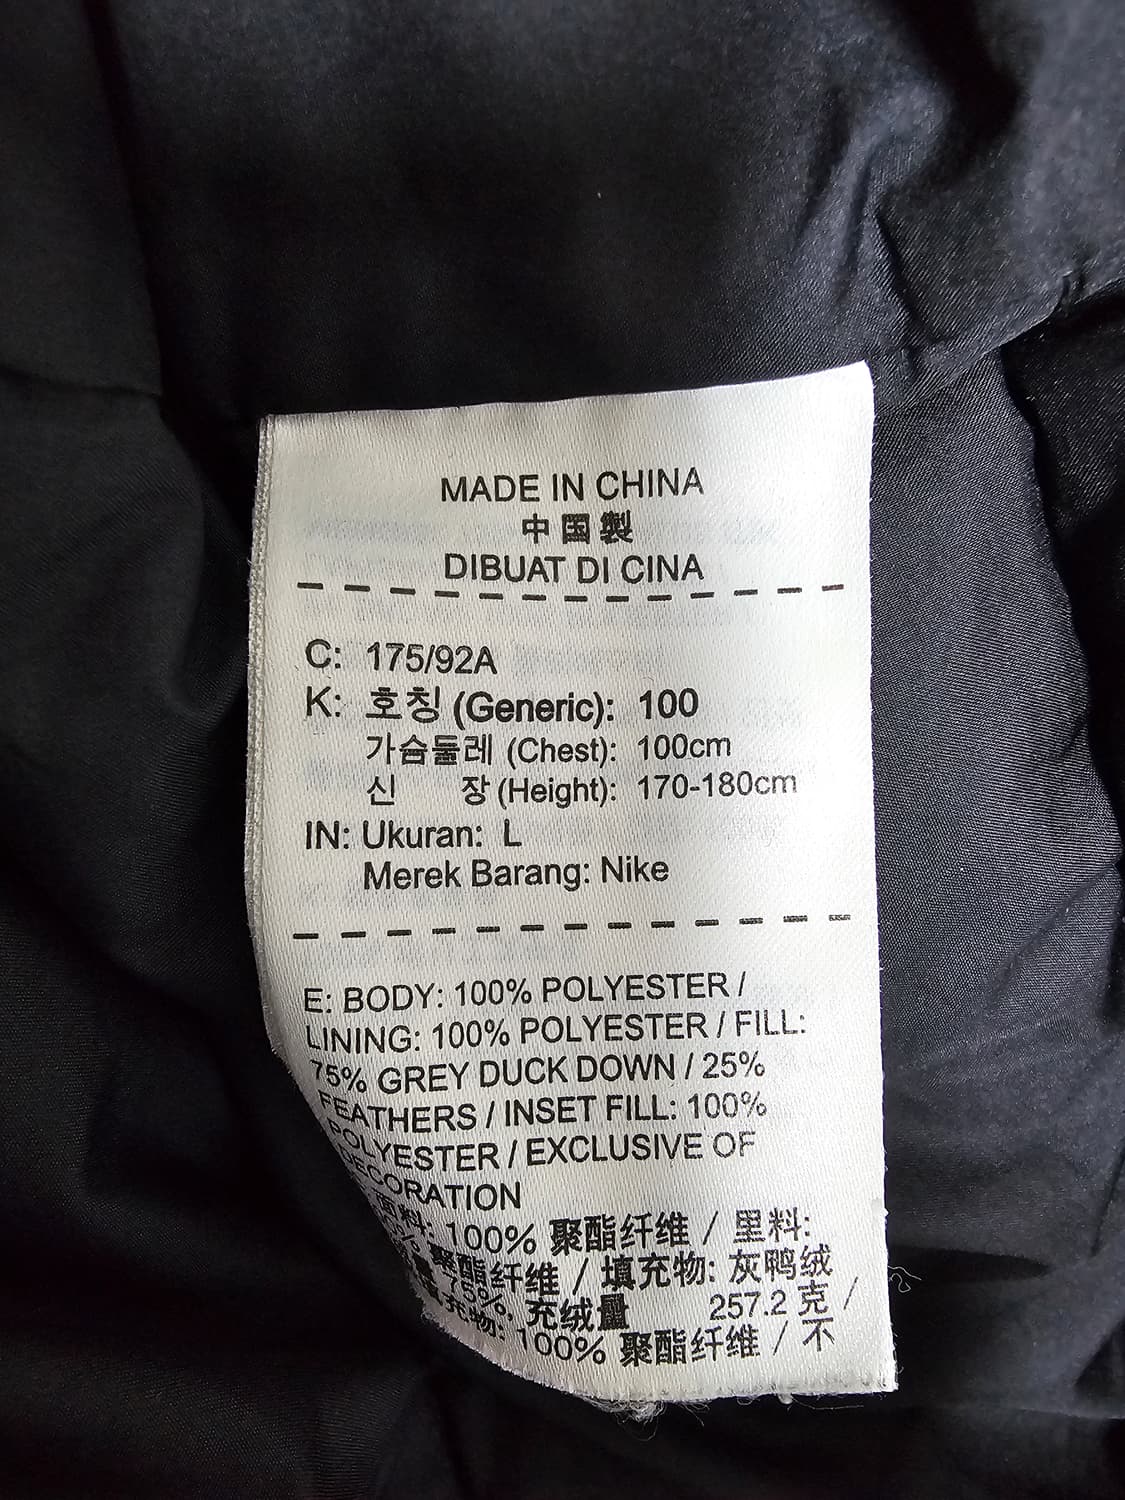 MADE IN CHINA
中国製
DIBUAT DI CINA
C: 175/92A
K: 호칭 (Generic): 100
가슴둘레 (Chest): 100cm
신 장 (Height): 170-180cm
IN: Ukuran: L
Merek Barang: Nike
E: BODY: 100% POLYESTER /
LINING: 100% POLYESTER / FILL:
75% GREY DUCK DOWN / 25%
FEATHERS / INSET FILL: 100%
POLYESTER / EXCLUSIVE OF
DECORATION
面料: 100% 聚酯纤维 / 里料:
聚酯纤维 / 填充物: 灰鸭绒
75%, 充绒量 257.2 克 /
充物: 100% 聚酯纤维 / 不